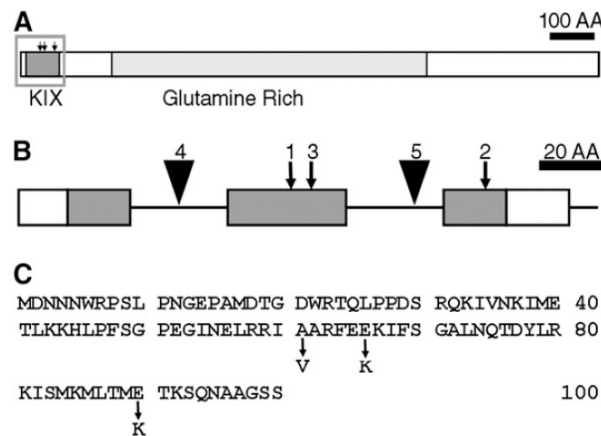 A 100 AA
KIX Glutamine Rich
B 4 1 3 5 2 20 AA
C
MDNNNWRPSL PNGEPAMDTG DWRTQLPPDS RQKIVNKIME 40
TLKKHLPFSG PEGINELRRI AARFEEKIFS GALNQTDYLR 80
V K
KISMKMLTME TKSQNAAGSS 100
K